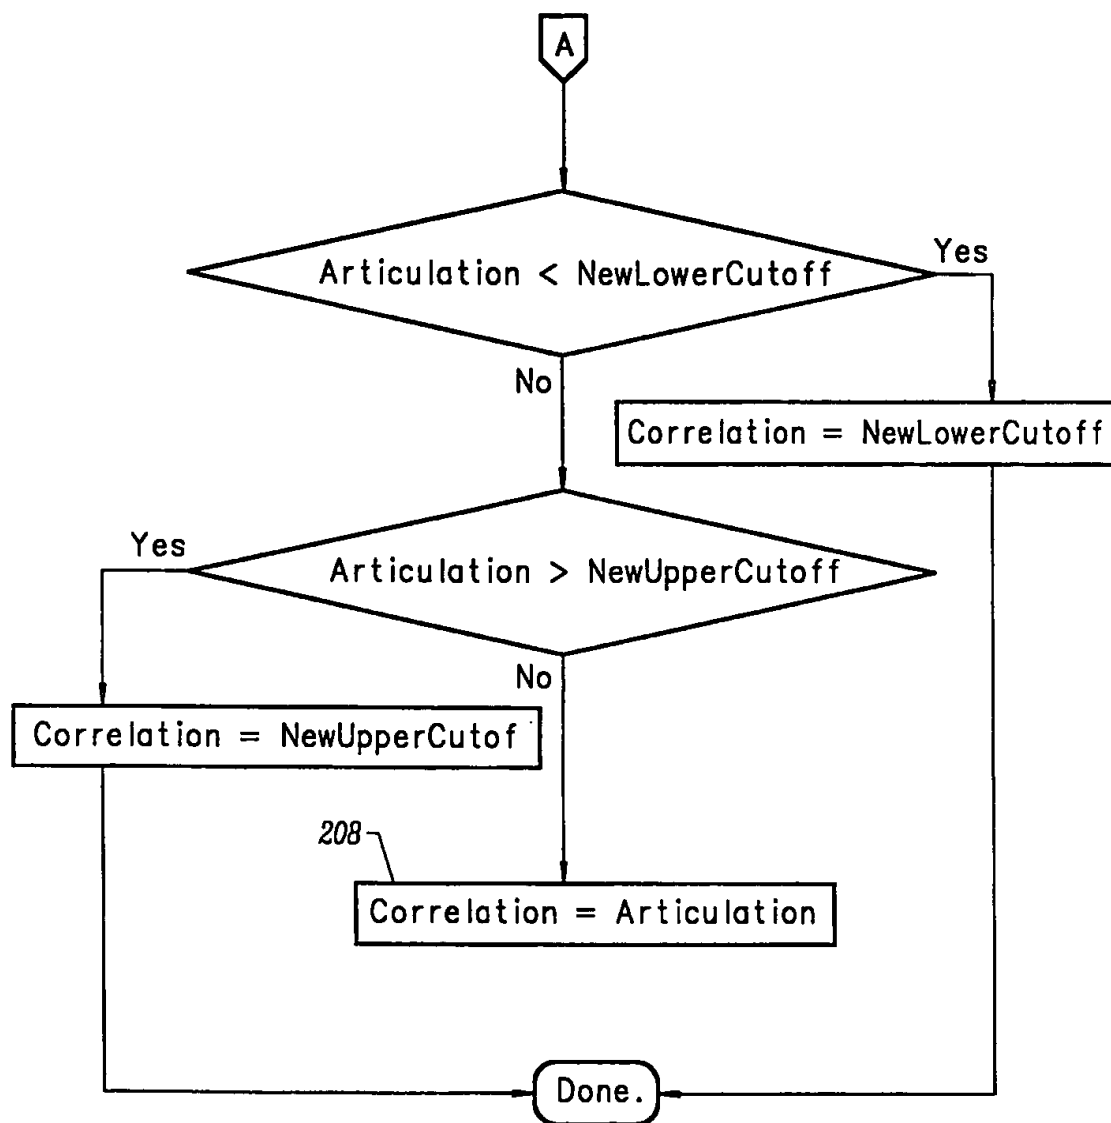 A
Articulation < NewLowerCutoff
Yes
No
Correlation = NewLowerCutoff
Articulation > NewUpperCutoff
Yes
No
Correlation = NewUpperCutof
208
Correlation = Articulation
Done.